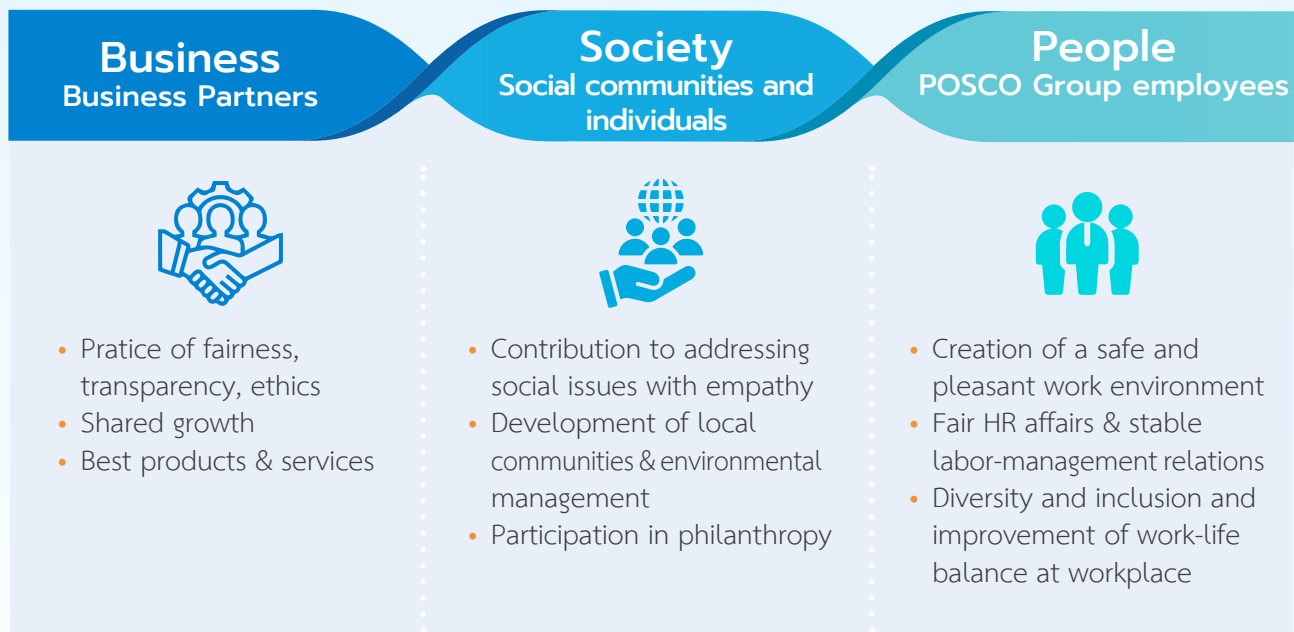 Business
Business Partners
• Pratice of fairness,
transparency, ethics
• Shared growth
• Best products & services
Society
Social communities and
individuals
• Contribution to addressing
social issues with empathy
• Development of local
communities & environmental
management
• Participation in philanthropy
People
POSCO Group employees
• Creation of a safe and
pleasant work environment
• Fair HR affairs & stable
labor-management relations
• Diversity and inclusion and
improvement of work-life
balance at workplace